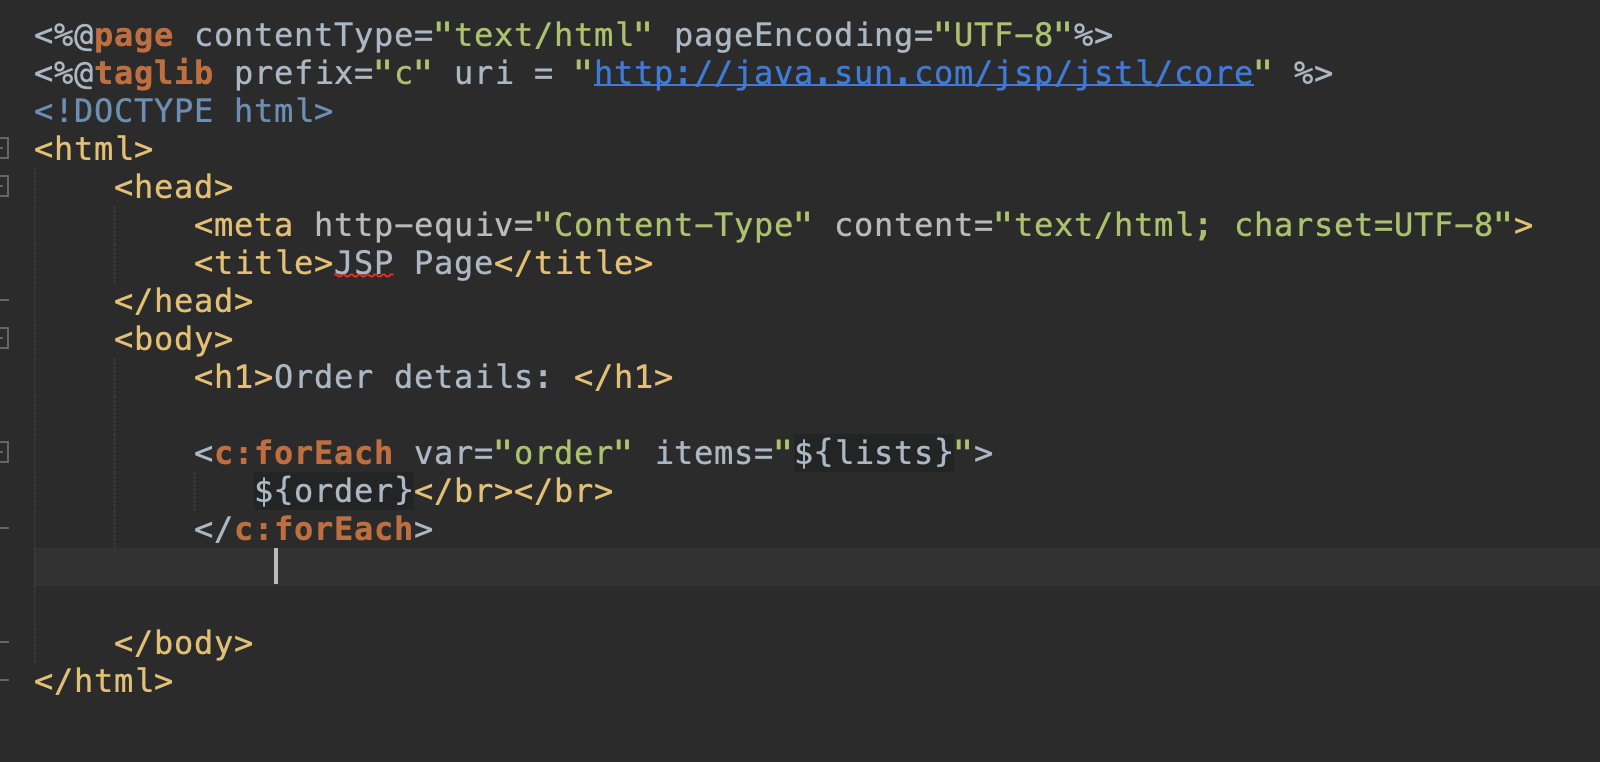 <%@page contentType="text/html" pageEncoding="UTF-8"%>
<%@taglib prefix="c" uri = "http://java.sun.com/jsp/jstl/core" %>
<!DOCTYPE html>
<html>
    <head>
        <meta http-equiv="Content-Type" content="text/html; charset=UTF-8">
        <title>JSP Page</title>
    </head>
    <body>
        <h1>Order details: </h1>

        <c:forEach var="order" items="${lists}">
           ${order}</br></br>
        </c:forEach>


    </body>
</html>